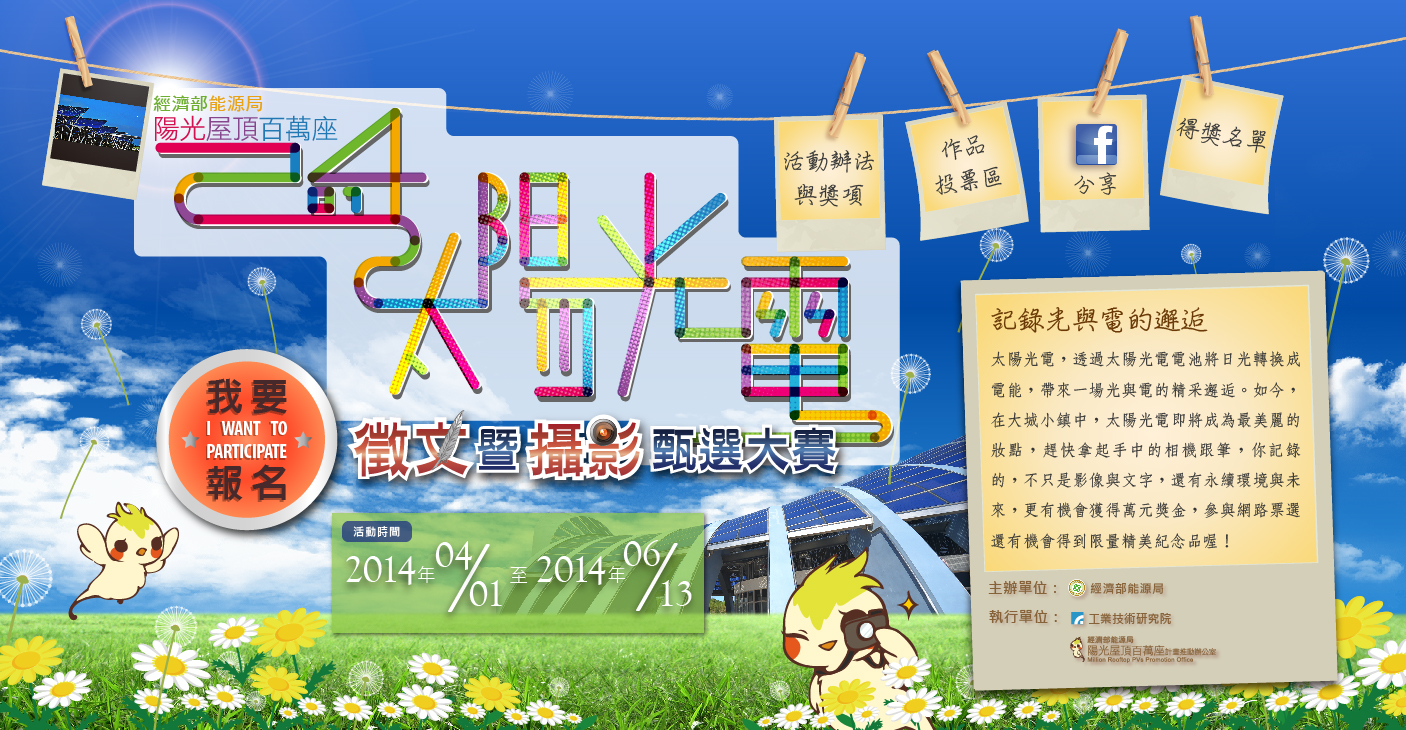 經濟部能源局
陽光屋頂百萬座
台灣
太陽光電
徵文暨攝影甄選大賽
我要
I WANT TO
PARTICIPATE
報名
活動時間
2014年04/01至2014年06/13
活動辦法
與獎項
作品
投票區
f
分享
得獎名單
記錄光與電的邂逅
太陽光電,透過太陽光電電池將日光轉換成
電能,帶來一場光與電的精采邂逅。如今,
在大城小鎮中,太陽光電即將成為最美麗的
妝點,趕快拿起手中的相機跟筆,你記錄
的,不只是影像與文字,還有永續環境與未
來,更有機會獲得萬元獎金,參與網路票選
還有機會得到限量精美紀念品喔!
主辦單位: 經濟部能源局
執行單位: 工業技術研究院
經濟部能源局
陽光屋頂百萬座計畫推動辦公室
Million Rooftop PVs Promotion Office